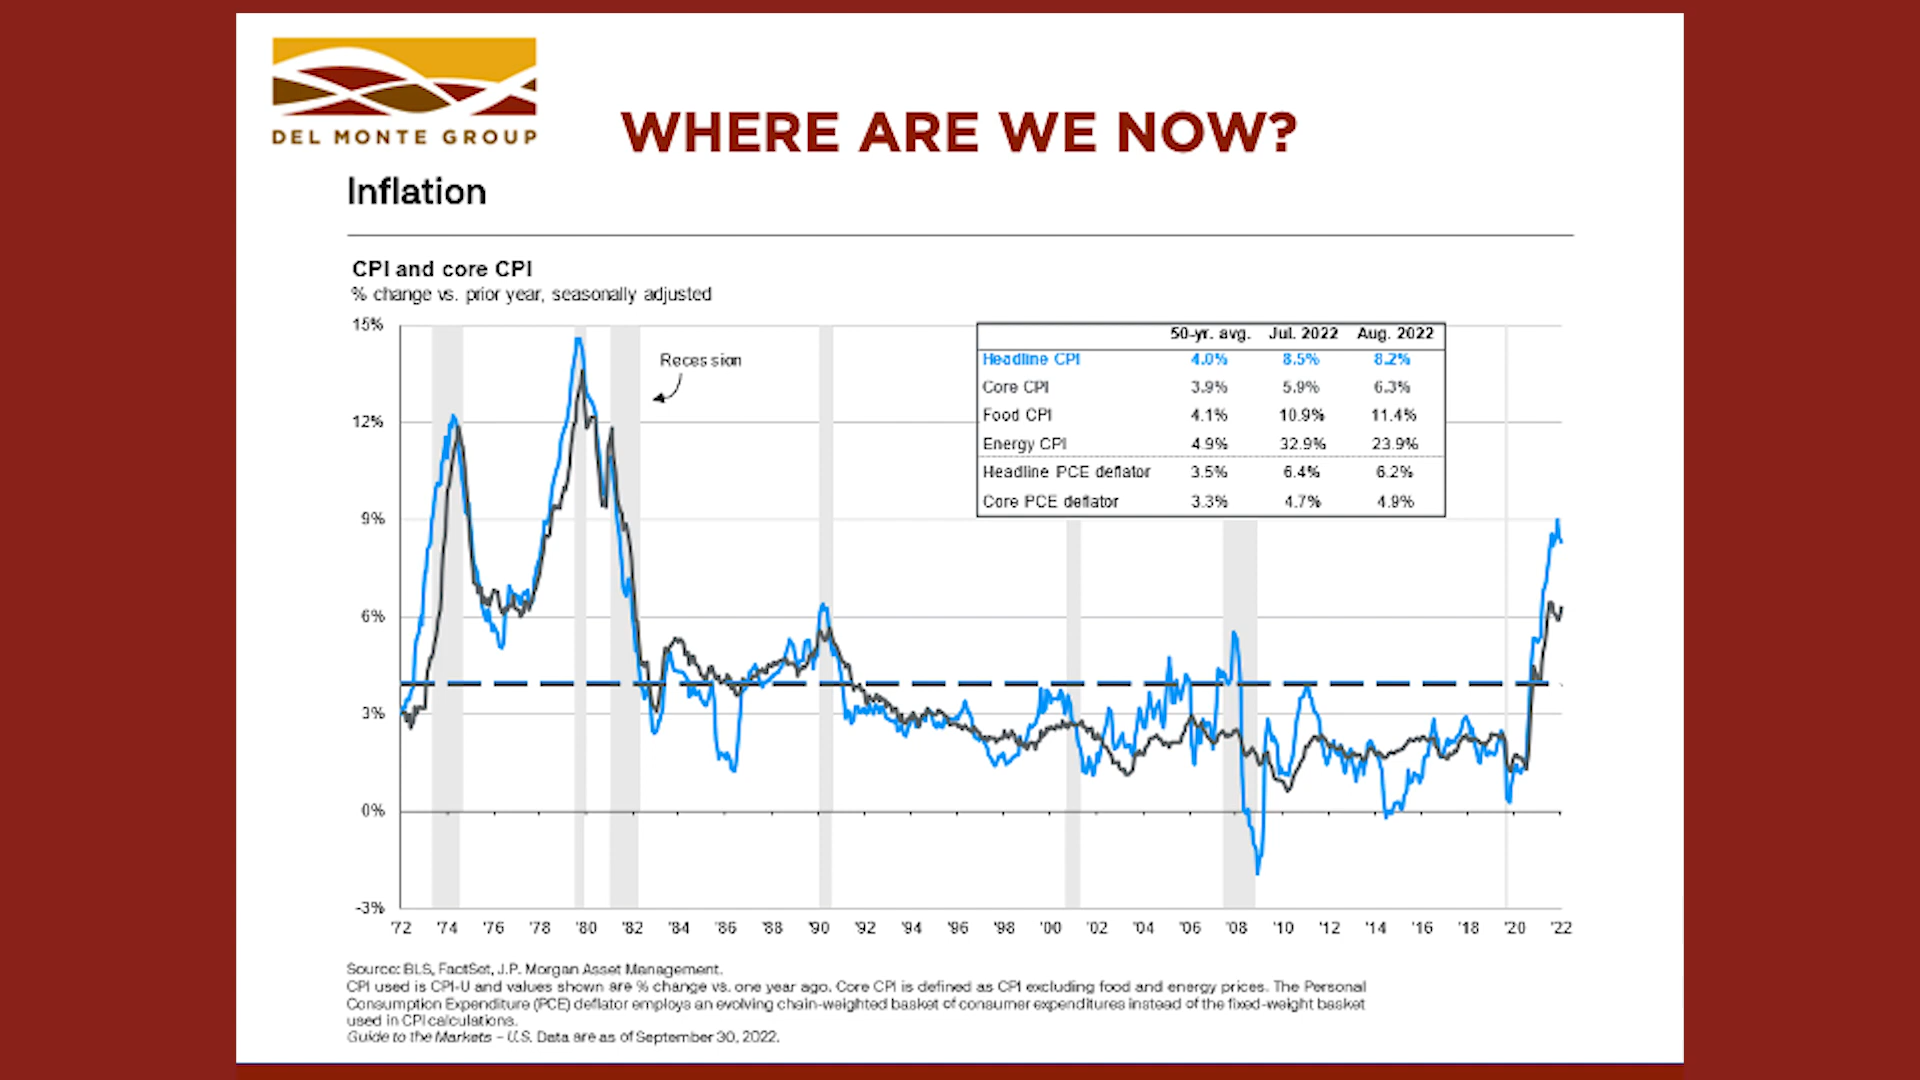 DEL MONTE GROUP
WHERE ARE WE NOW?
Inflation
CPI and core CPI
% change vs. prior year, seasonally adjusted
15%
12%
9%
6%
3%
0%
-3%
Recession
50-yr. avg. Jul. 2022 Aug. 2022
Headline CPI 4.0% 8.5% 8.2%
Core CPI 3.9% 5.9% 6.3%
Food CPI 4.1% 10.9% 11.4%
Energy CPI 4.9% 32.9% 23.9%
Headline PCE deflator 3.5% 6.4% 6.2%
Core PCE deflator 3.3% 4.7% 4.9%
'72 '74 '76 '78 '80 '82 '84 '86 '88 '90 '92 '94 '96 '98 '00 '02 '04 '06 '08 '10 '12 '14 '16 '18 '20 '22
Source: BLS, FactSet, J.P. Morgan Asset Management.
CPI used is CPI-U and values shown are % change vs. one year ago. Core CPI is defined as CPI excluding food and energy prices. The Personal
Consumption Expenditure (PCE) deflator employs an evolving chain-weighted basket of consumer expenditures instead of the fixed-weight basket
used in CPI calculations.
Guide to the Markets – U.S. Data are as of September 30, 2022.